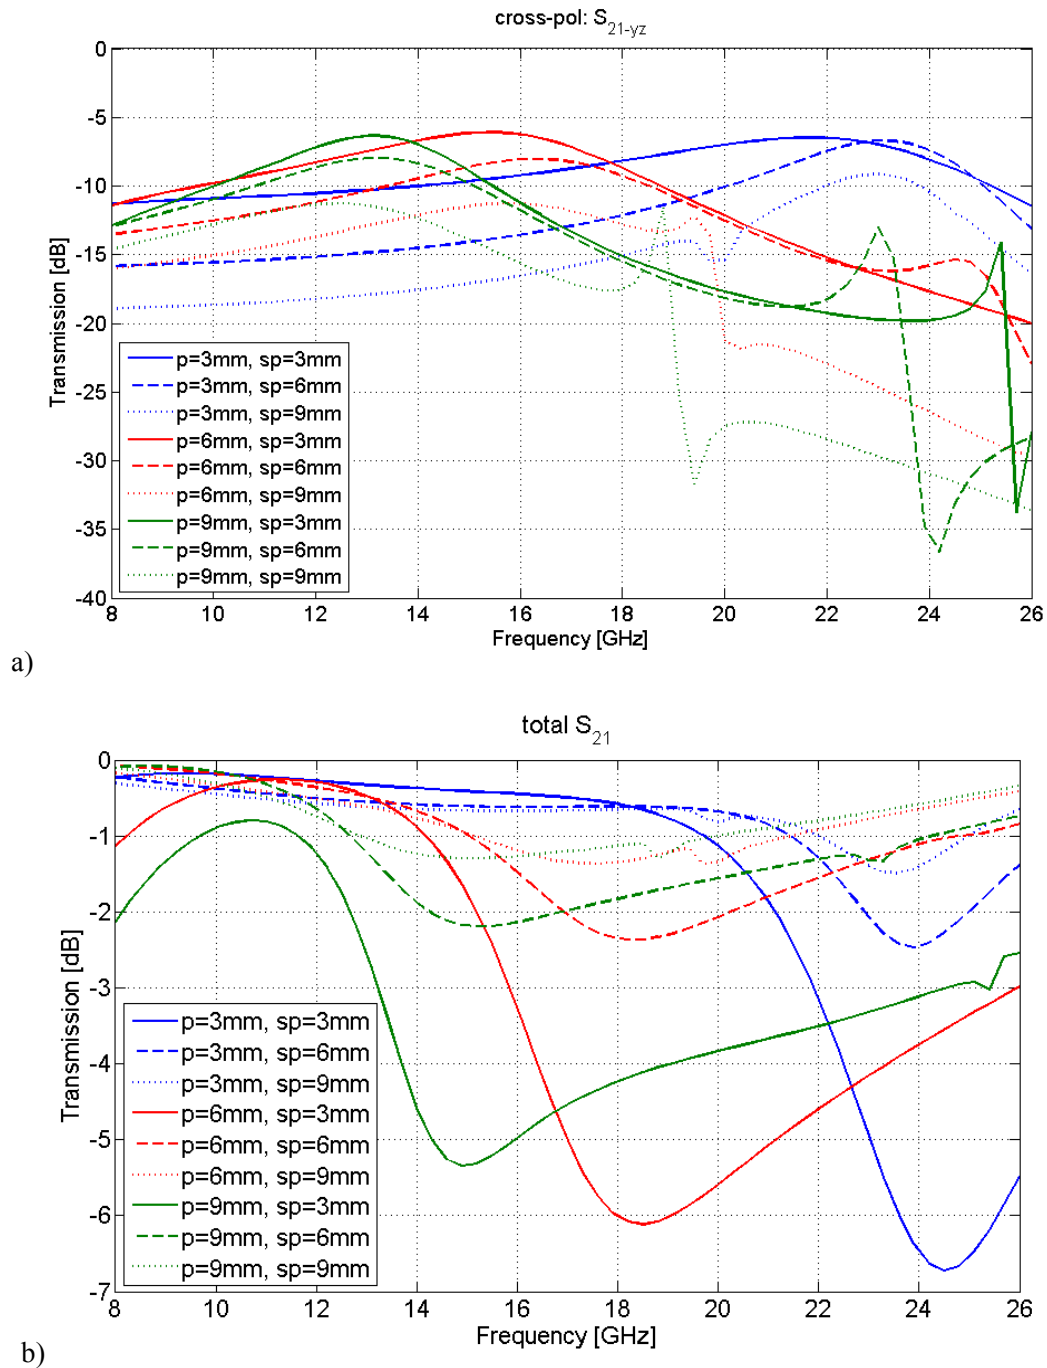 cross-pol: S21-yz
0
-5
-10
-15
-20
-25
-30
-35
-40
Transmission [dB]
p=3mm, sp=3mm
p=3mm, sp=6mm
p=3mm, sp=9mm
p=6mm, sp=3mm
p=6mm, sp=6mm
p=6mm, sp=9mm
p=9mm, sp=3mm
p=9mm, sp=6mm
p=9mm, sp=9mm
8 10 12 14 16 18 20 22 24 26
Frequency [GHz]
a)
total S21
0
-1
-2
-3
-4
-5
-6
-7
Transmission [dB]
p=3mm, sp=3mm
p=3mm, sp=6mm
p=3mm, sp=9mm
p=6mm, sp=3mm
p=6mm, sp=6mm
p=6mm, sp=9mm
p=9mm, sp=3mm
p=9mm, sp=6mm
p=9mm, sp=9mm
8 10 12 14 16 18 20 22 24 26
Frequency [GHz]
b)